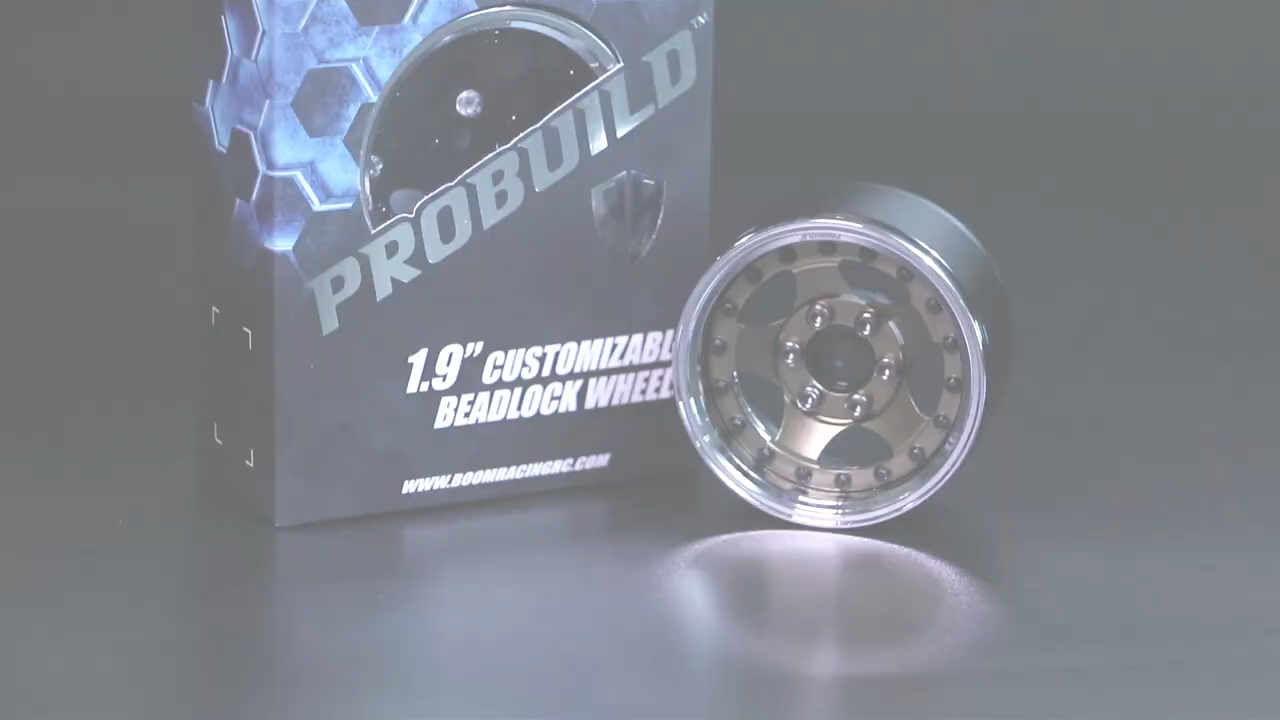 PROBUILD™
1.9” CUSTOMIZABL
BEADLOCK WHEEL
WWW.BOOMRACINGRC.COM